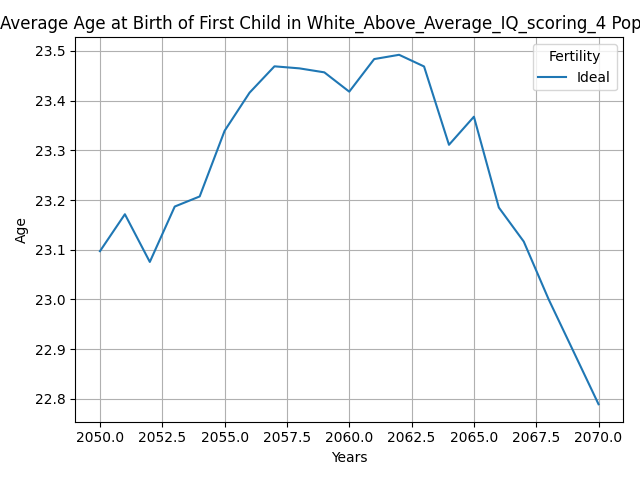 Average Age at Birth of First Child in White_Above_Average_IQ_scoring_4 Pop
Fertility
Ideal
23.5
23.4
23.3
23.2
23.1
23.0
22.9
22.8
Age
2050.0 2052.5 2055.0 2057.5 2060.0 2062.5 2065.0 2067.5 2070.0
Years